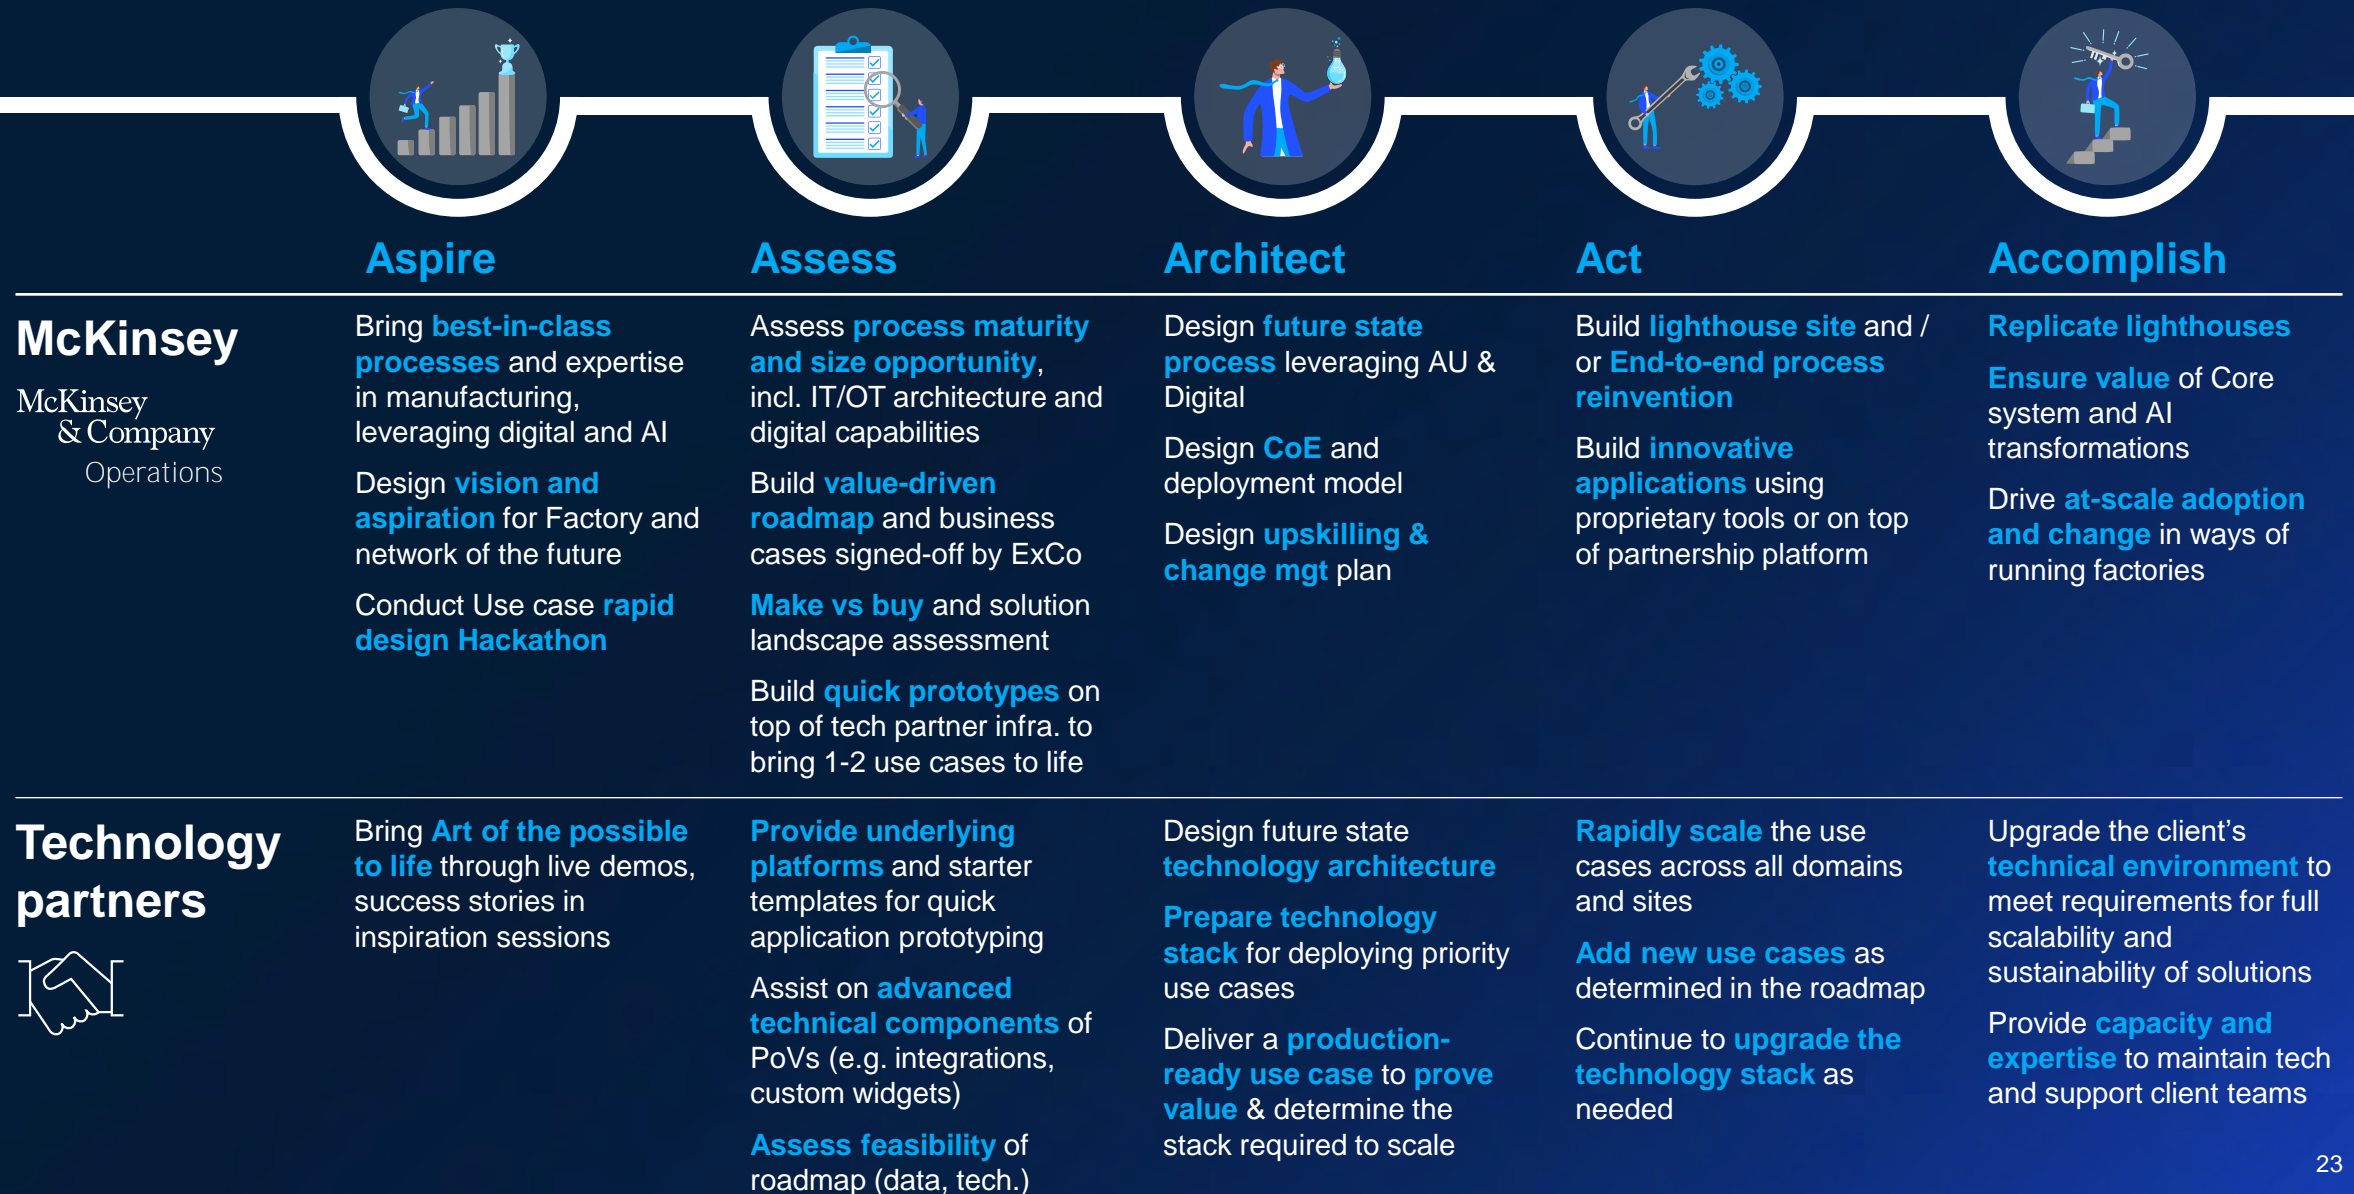 Aspire
Assess
Architect
Act
Accomplish
McKinsey
McKinsey
& Company
Operations
Bring best-in-class
processes and expertise
in manufacturing,
leveraging digital and AI
Design vision and
aspiration for Factory and
network of the future
Conduct Use case rapid
design Hackathon
Assess process maturity
and size opportunity,
incl. IT/OT architecture and
digital capabilities
Build value-driven
roadmap and business
cases signed-off by ExCo
Make vs buy and solution
landscape assessment
Build quick prototypes on
top of tech partner infra. to
bring 1-2 use cases to life
Design future state
process leveraging AU &
Digital
Design CoE and
deployment model
Design upskilling &
change mgt plan
Build lighthouse site and /
or End-to-end process
reinvention
Build innovative
applications using
proprietary tools or on top
of partnership platform
Replicate lighthouses
Ensure value of Core
system and AI
transformations
Drive at-scale adoption
and change in ways of
running factories
Technology
partners
Bring Art of the possible
to life through live demos,
success stories in
inspiration sessions
Provide underlying
platforms and starter
templates for quick
application prototyping
Assist on advanced
technical components of
PoVs (e.g. integrations,
custom widgets)
Assess feasibility of
roadmap (data, tech.)
Design future state
technology architecture
Prepare technology
stack for deploying priority
use cases
Deliver a production-
ready use case to prove
value & determine the
stack required to scale
Rapidly scale the use
cases across all domains
and sites
Add new use cases as
determined in the roadmap
Continue to upgrade the
technology stack as
needed
Upgrade the client's
technical environment to
meet requirements for full
scalability and
sustainability of solutions
Provide capacity and
expertise to maintain tech
and support client teams
23